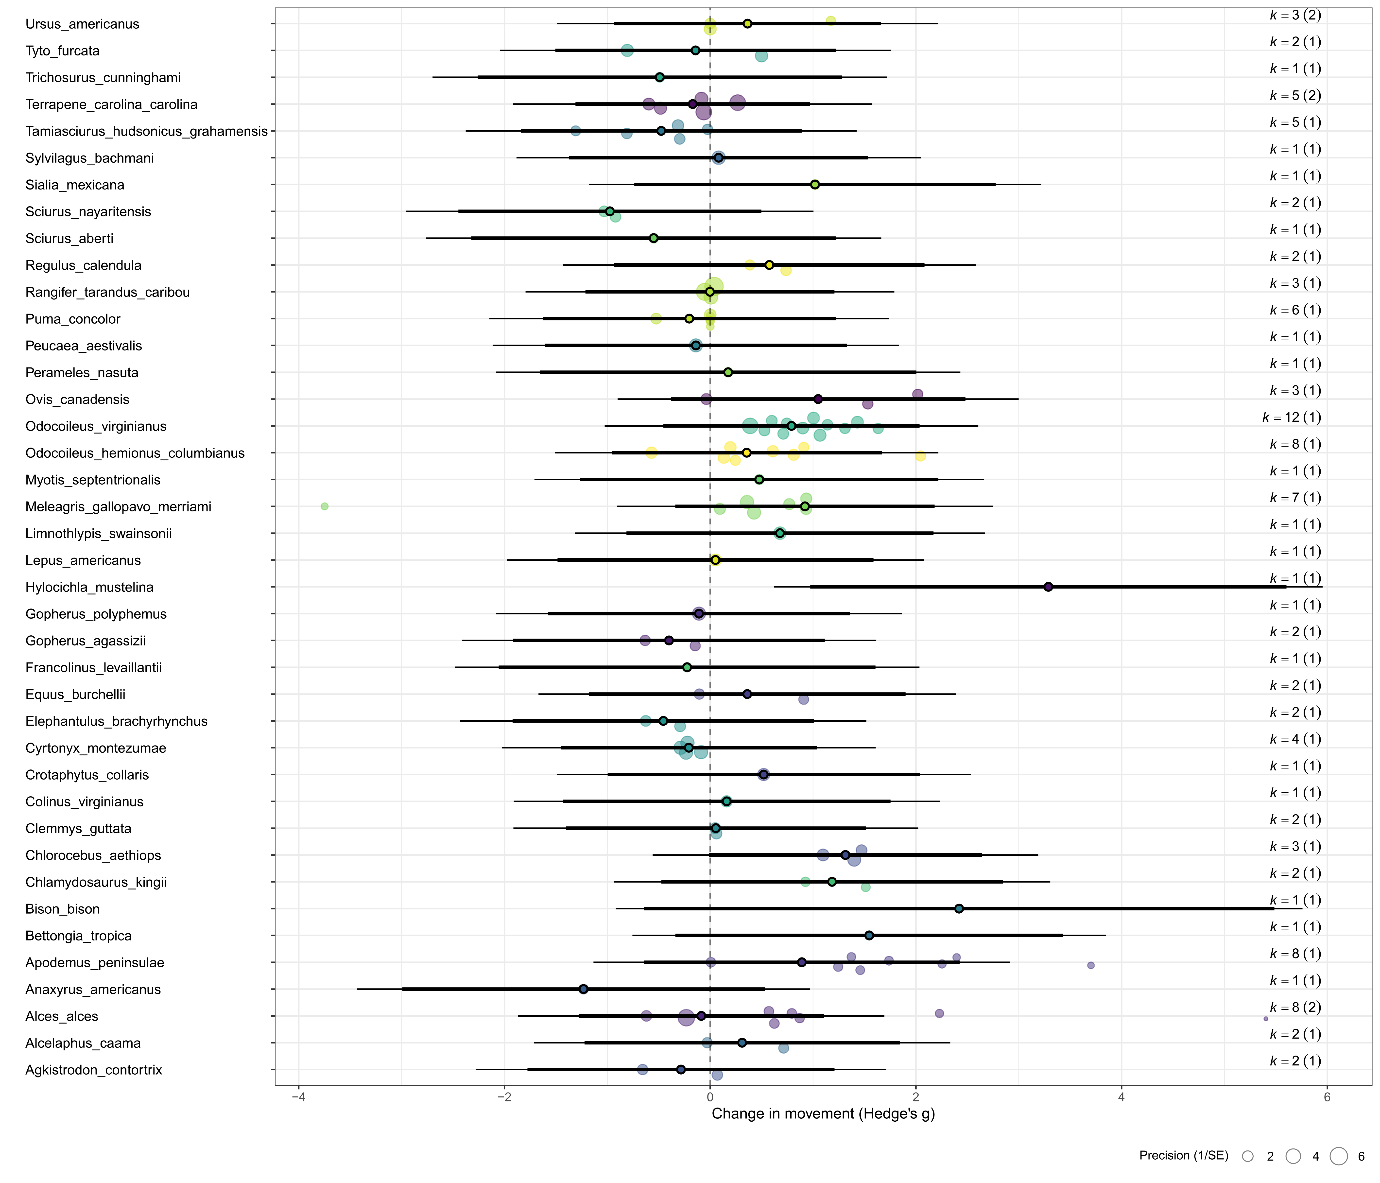 Ursus_americanus k = 3 (2)
Tyto_furcata k = 2 (1)
Trichosurus_cunninghami k = 1 (1)
Terrapene_carolina_carolina k = 5 (2)
Tamiasciurus_hudsonicus_grahamensis k = 5 (1)
Sylvilagus_bachmani k = 1 (1)
Sialia_mexicana k = 1 (1)
Sciurus_nayaritensis k = 2 (1)
Sciurus_aberti k = 1 (1)
Regulus_calendula k = 2 (1)
Rangifer_tarandus_caribou k = 3 (1)
Puma_concolor k = 6 (1)
Peucaea_aestivalis k = 1 (1)
Perameles_nasuta k = 1 (1)
Ovis_canadensis k = 3 (1)
Odocoileus_virginianus k = 12 (1)
Odocoileus_hemionus_columbianus k = 8 (1)
Myotis_septentrionalis k = 1 (1)
Meleagris_gallopavo_merriami k = 7 (1)
Limnothlypis_swainsonii k = 1 (1)
Lepus_americanus k = 1 (1)
Hylocichla_mustelina k = 1 (1)
Gopherus_polyphemus k = 1 (1)
Gopherus_agassizii k = 2 (1)
Francolinus_levaillantii k = 1 (1)
Equus_burchellii k = 2 (1)
Elephantulus_brachyrhynchus k = 2 (1)
Cyrtonyx_montezumae k = 4 (1)
Crotaphytus_collaris k = 1 (1)
Colinus_virginianus k = 1 (1)
Clemmys_guttata k = 2 (1)
Chlorocebus_aethiops k = 3 (1)
Chlamydosaurus_kingii k = 2 (1)
Bison_bison k = 1 (1)
Bettongia_tropica k = 1 (1)
Apodemus_peninsulae k = 8 (1)
Anaxyrus_americanus k = 1 (1)
Alces_alces k = 8 (2)
Alcelaphus_caama k = 2 (1)
Agkistrodon_contortrix k = 2 (1)
−4 −2 0 2 4 6
Change in movement (Hedge's g)
Precision (1/SE) 2 4 6